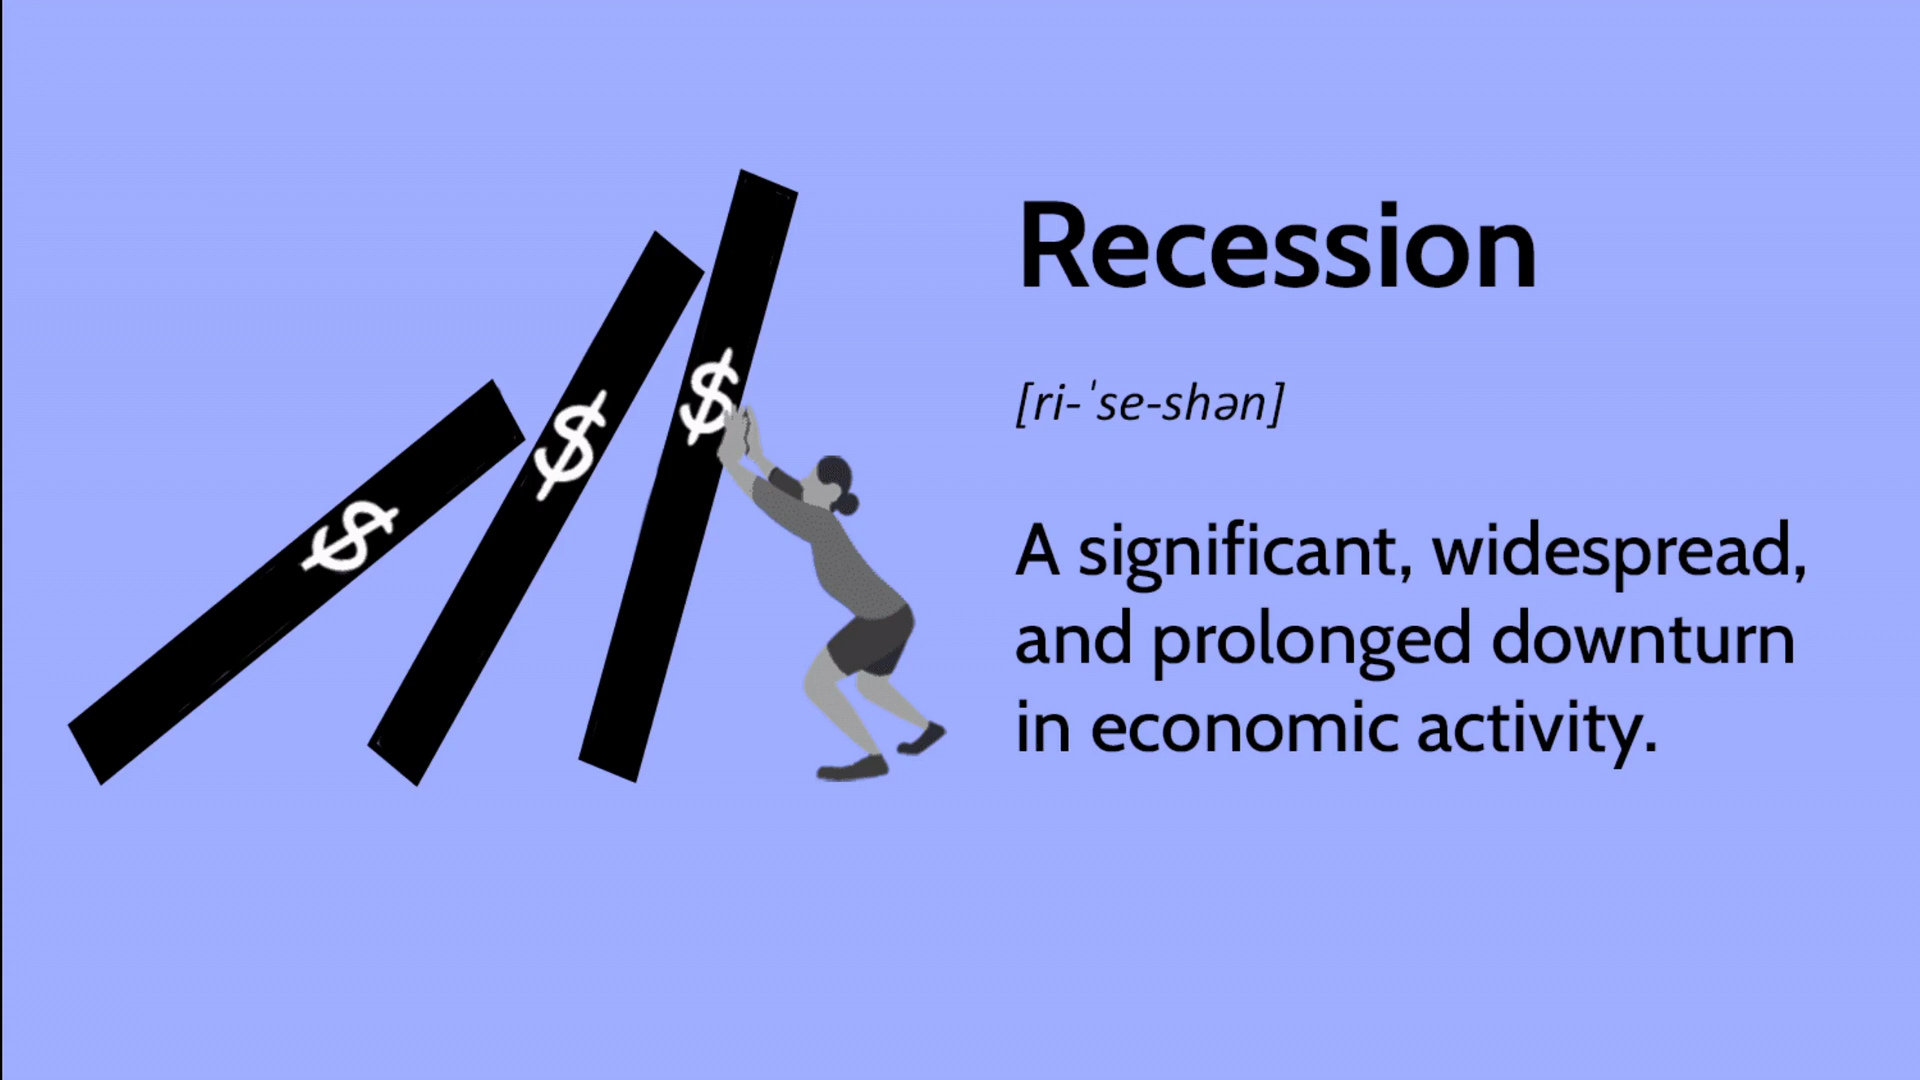 $
$
$
Recession
[ri-ˈse-shən]
A significant, widespread,
and prolonged downturn
in economic activity.